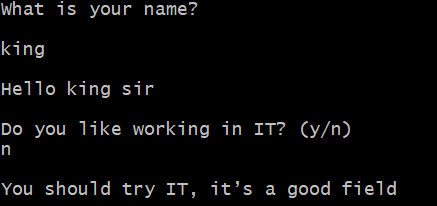 What is your name?
king
Hello king sir
Do you like working in IT? (y/n)
n
You should try IT, it’s a good field